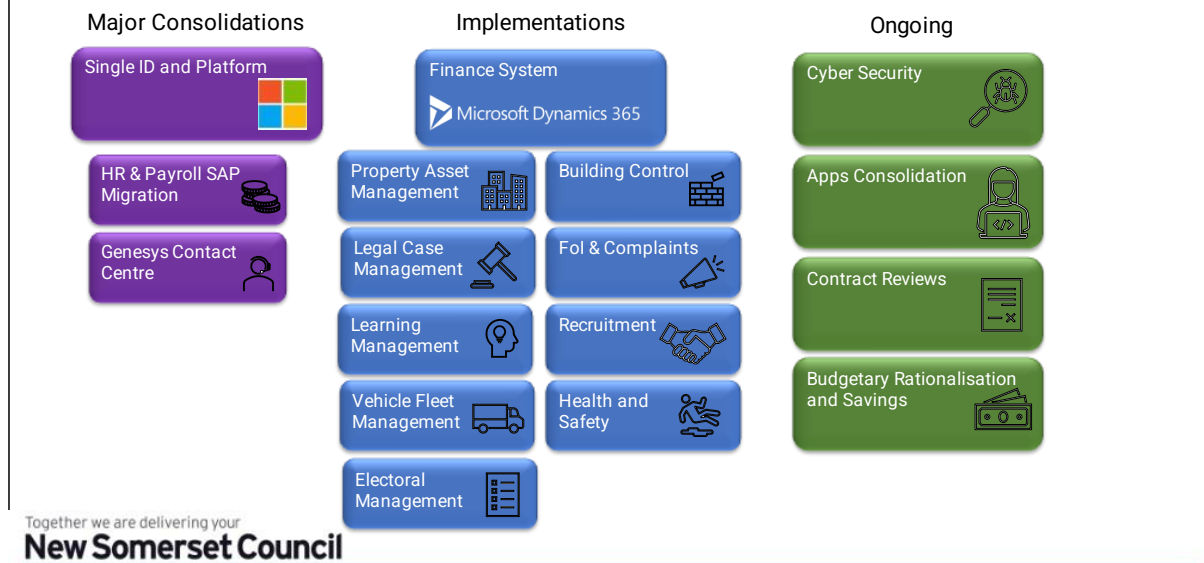 Major Consolidations
Single ID and Platform
HR & Payroll SAP
Migration
Genesys Contact
Centre
Implementations
Finance System
Microsoft Dynamics 365
Property Asset
Management
Building Control
Legal Case
Management
FoI & Complaints
Learning
Management
Recruitment
Vehicle Fleet
Management
Health and
Safety
Electoral
Management
Ongoing
Cyber Security
Apps Consolidation
</>
Contract Reviews
Budgetary Rationalisation
and Savings
Together we are delivering your
New Somerset Council